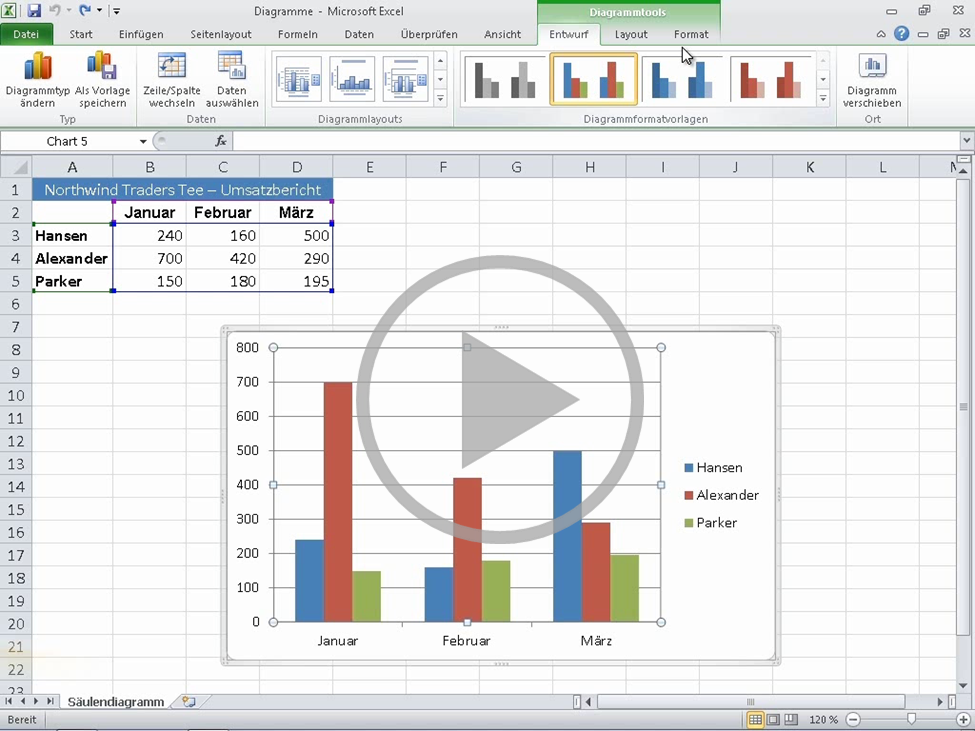 Diagramme - Microsoft Excel
Diagrammtools
Datei Start Einfügen Seitenlayout Formeln Daten Überprüfen Ansicht Entwurf Layout Format
Diagrammtyp ändern
Als Vorlage speichern
Zeile/Spalte wechseln
Daten auswählen
Diagramm verschieben
Typ Daten Diagrammlayouts Diagrammformatvorlagen Ort
Chart 5 fx
A B C D E F G H I J K L M
1 Northwind Traders Tee – Umsatzbericht
2 Januar Februar März
3 Hansen 240 160 500
4 Alexander 700 420 290
5 Parker 150 180 195
6
7
8
9
10
11
12
13
14
15
16
17
18
19
20
21
22
23
800
700
600
500
400
300
200
100
0
Januar Februar März
Hansen
Alexander
Parker
Säulendiagramm
Bereit 120 %